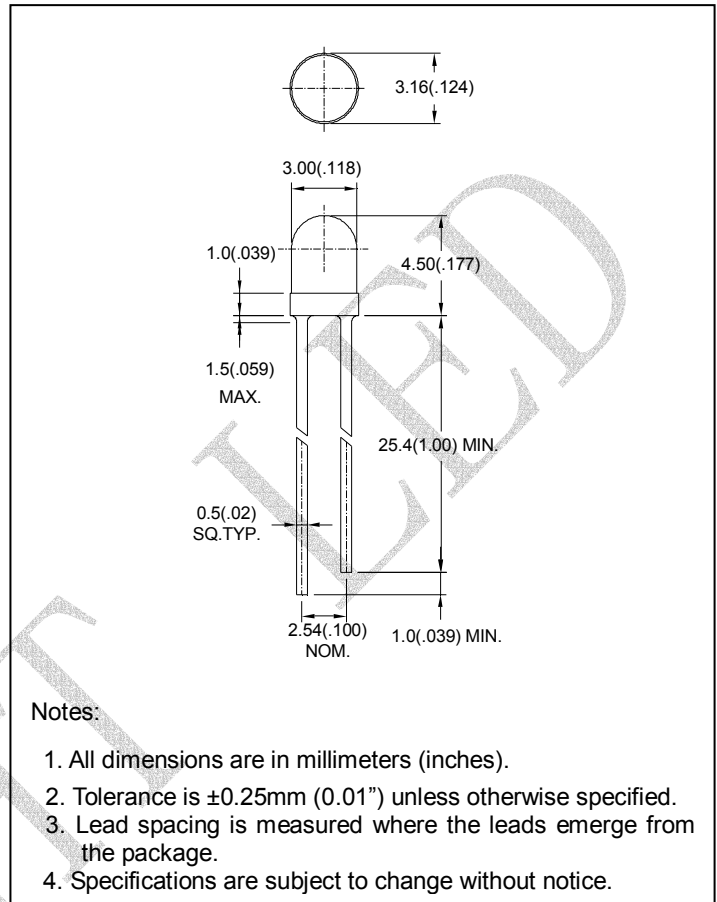 3.16(.124)
3.00(.118)
1.0(.039)
4.50(.177)
1.5(.059)
MAX.
25.4(1.00) MIN.
0.5(.02)
SQ.TYP.
2.54(.100)
NOM.
1.0(.039) MIN.
Notes:
1. All dimensions are in millimeters (inches).
2. Tolerance is ±0.25mm (0.01”) unless otherwise specified.
3. Lead spacing is measured where the leads emerge from
the package.
4. Specifications are subject to change without notice.
LED